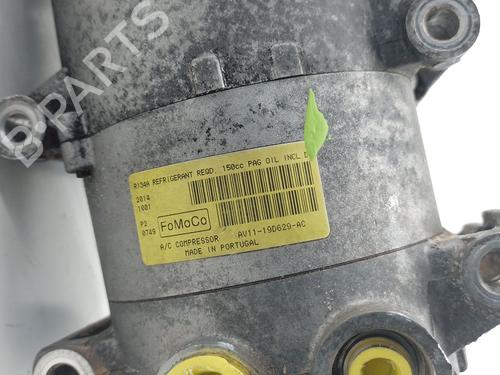 B-PARTS
R134A REFRIGERANT REQD. 150cc PAG OIL INCL.D
2014
1001
P2
0749
FoMoCo
A/C COMPRESSOR AV11-19D629-AC
MADE IN PORTUGAL